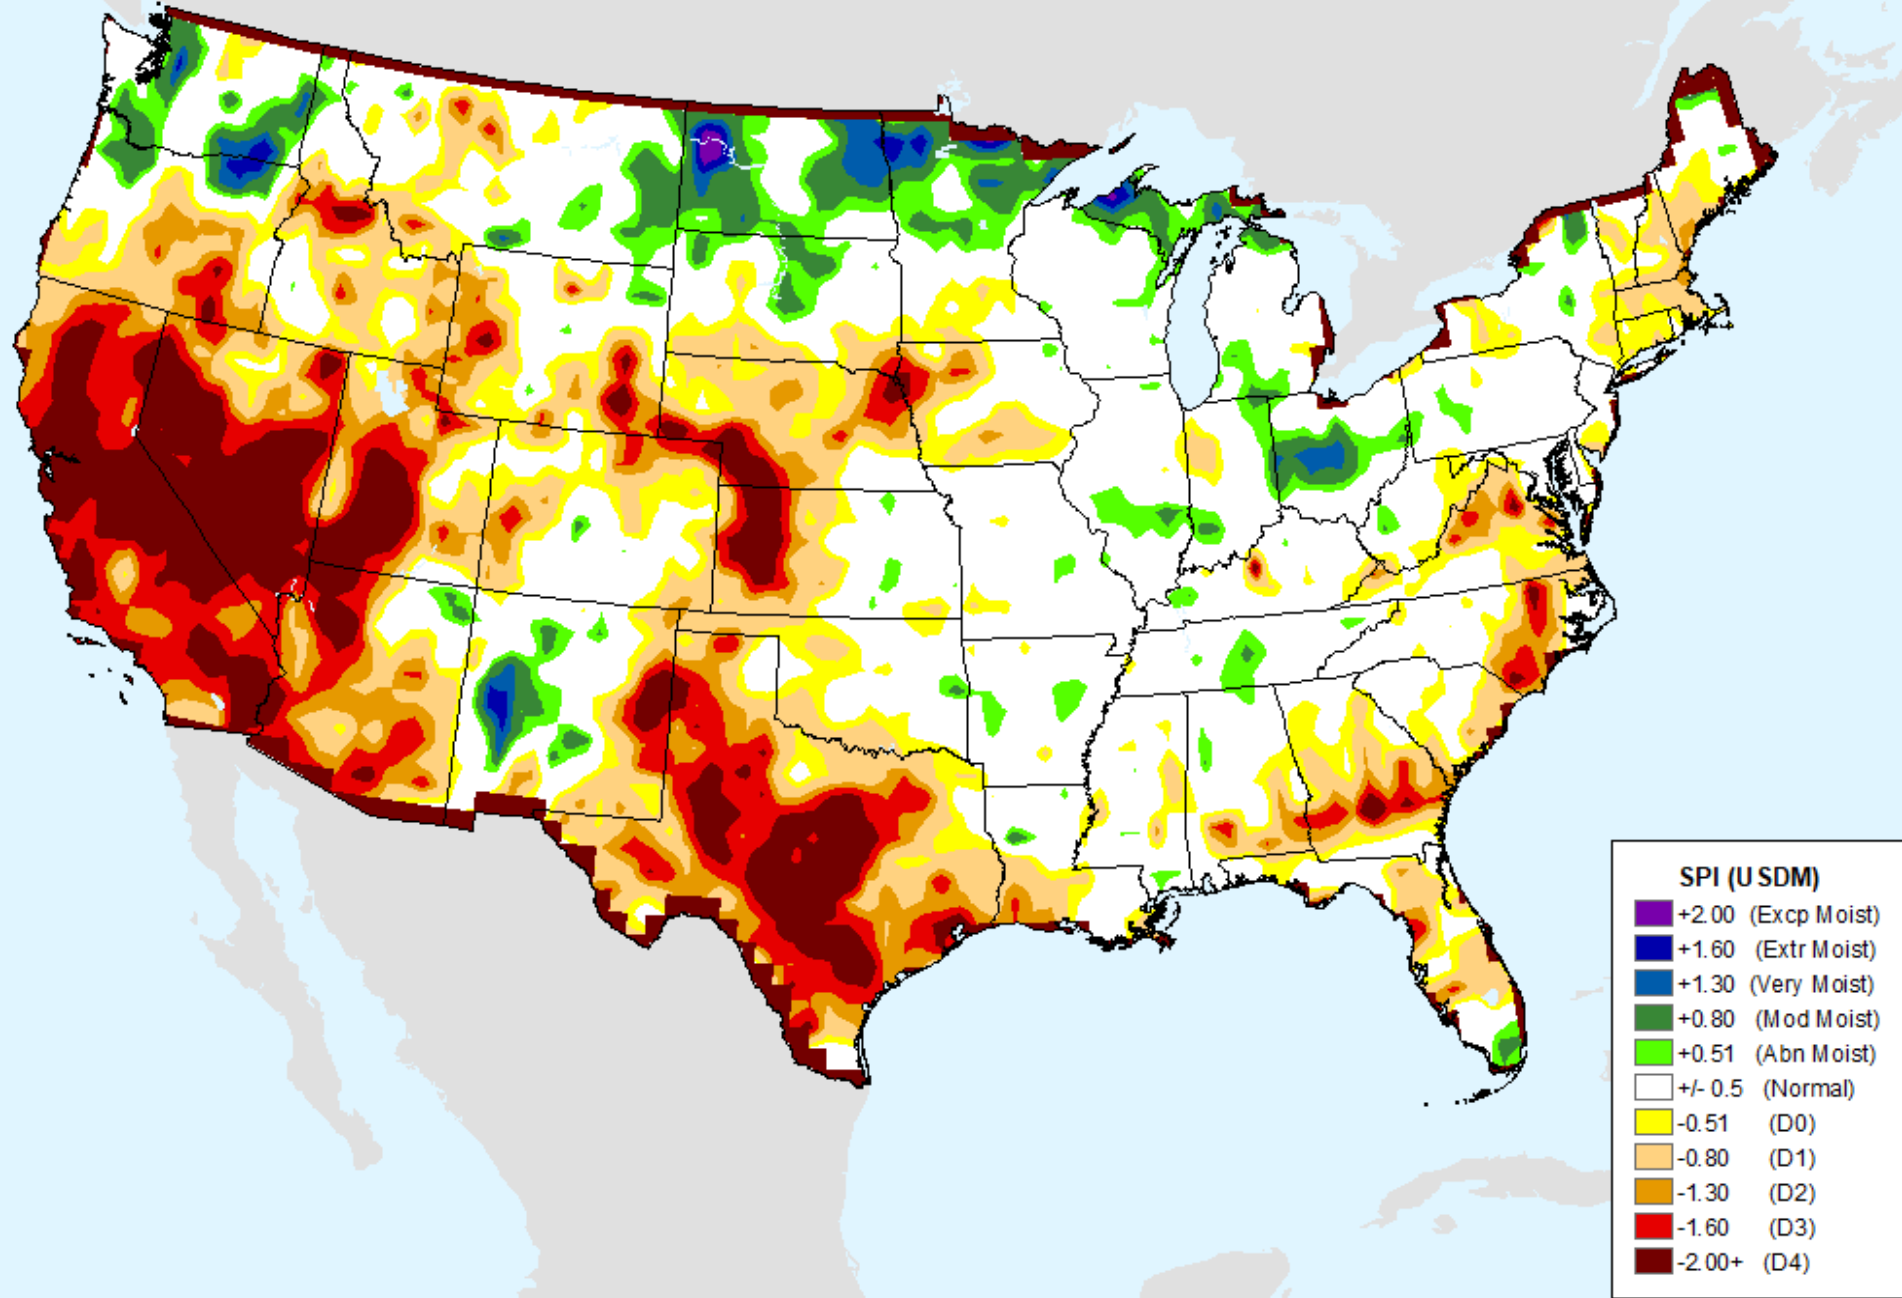 SPI (USDM)
+2.00 (Excp Moist)
+1.60 (Extr Moist)
+1.30 (Very Moist)
+0.80 (Mod Moist)
+0.51 (Abn Moist)
+/- 0.5 (Normal)
-0.51 (D0)
-0.80 (D1)
-1.30 (D2)
-1.60 (D3)
-2.00+ (D4)